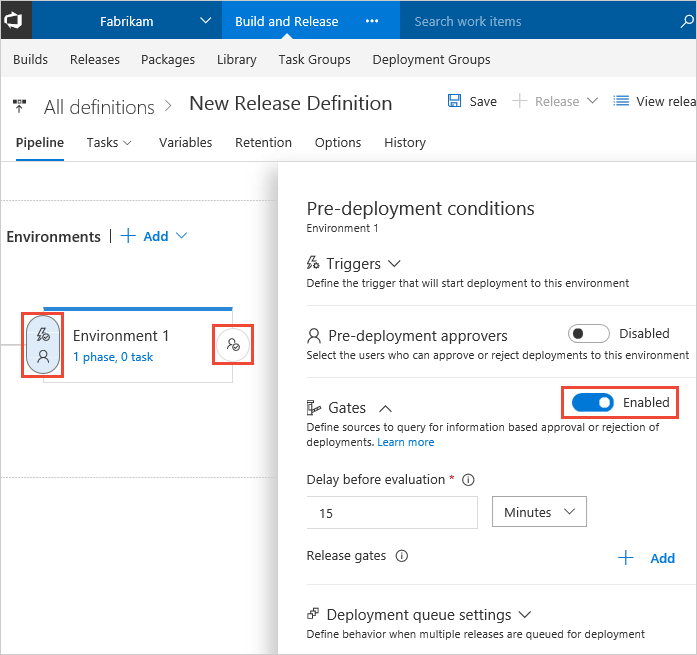 Fabrikam
Build and Release
...
Search work items
Builds Releases Packages Library Task Groups Deployment Groups
All definitions > New Release Definition
Save
+ Release
View relea
Pipeline Tasks Variables Retention Options History
Environments | + Add
Environment 1
1 phase, 0 task
Pre-deployment conditions
Environment 1
Triggers
Define the trigger that will start deployment to this environment
Pre-deployment approvers
Disabled
Select the users who can approve or reject deployments to this environment
Gates
Enabled
Define sources to query for information based approval or rejection of
deployments. Learn more
Delay before evaluation *
15
Minutes
Release gates
+ Add
Deployment queue settings
Define behavior when multiple releases are queued for deployment